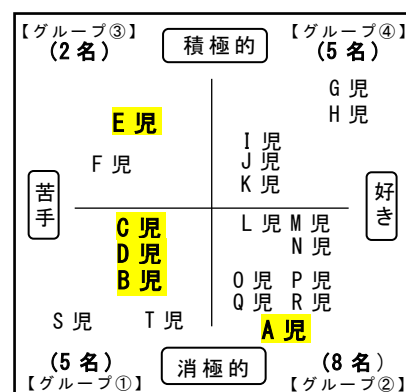 【グループ③】
(2名)
積極的
【グループ④】
(5名)
G児
H児
E児
F児
I児
J児
K児
苦手
好き
C児
D児
B児
L児 M児
N児
O児 P児
Q児 R児
A児
S児 T児
(5名)
【グループ①】
消極的
(8名)
【グループ②】